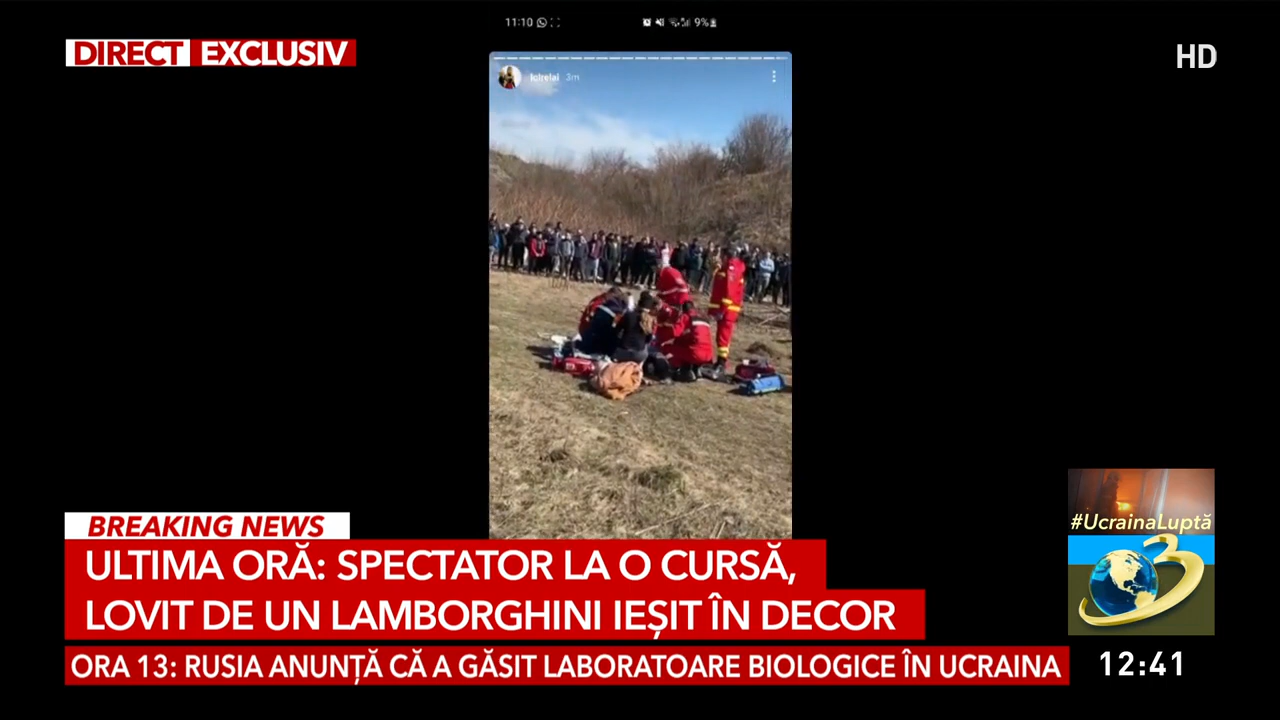 11:10
9%
DIRECT EXCLUSIV
HD
3m
BREAKING NEWS
ULTIMA ORĂ: SPECTATOR LA O CURSĂ,
LOVIT DE UN LAMBORGHINI IEȘIT ÎN DECOR
#UcrainaLuptă
3
ORA 13: RUSIA ANUNȚĂ CĂ A GĂSIT LABORATOARE BIOLOGICE ÎN UCRAINA
12:41